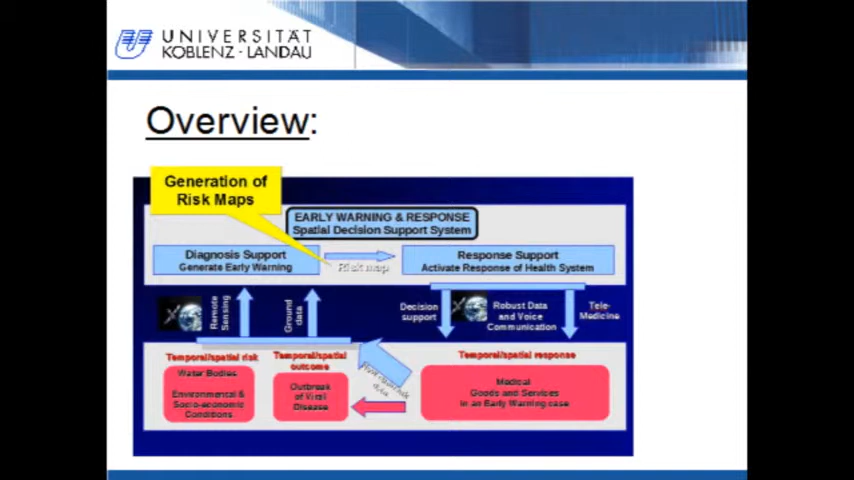 UNIVERSITÄT
KOBLENZ · LANDAU
Overview:
Generation of
Risk Maps
EARLY WARNING & RESPONSE
Spatial Decision Support System
Diagnosis Support
Generate Early Warning
Risk map
Response Support
Activate Response of Health System
Remote
Sensing
Ground
data
Decision
support
Robust Data
and Voice
Communication
Tele-
Medicine
Temporal/spatial risk
Water Bodies
Environmental &
Socio-economic
Conditions
Temporal/spatial
outcome
Outbreak
of Viral
Disease
data
Temporal/spatial response
Medical
Goods and Services
in an Early Warning case